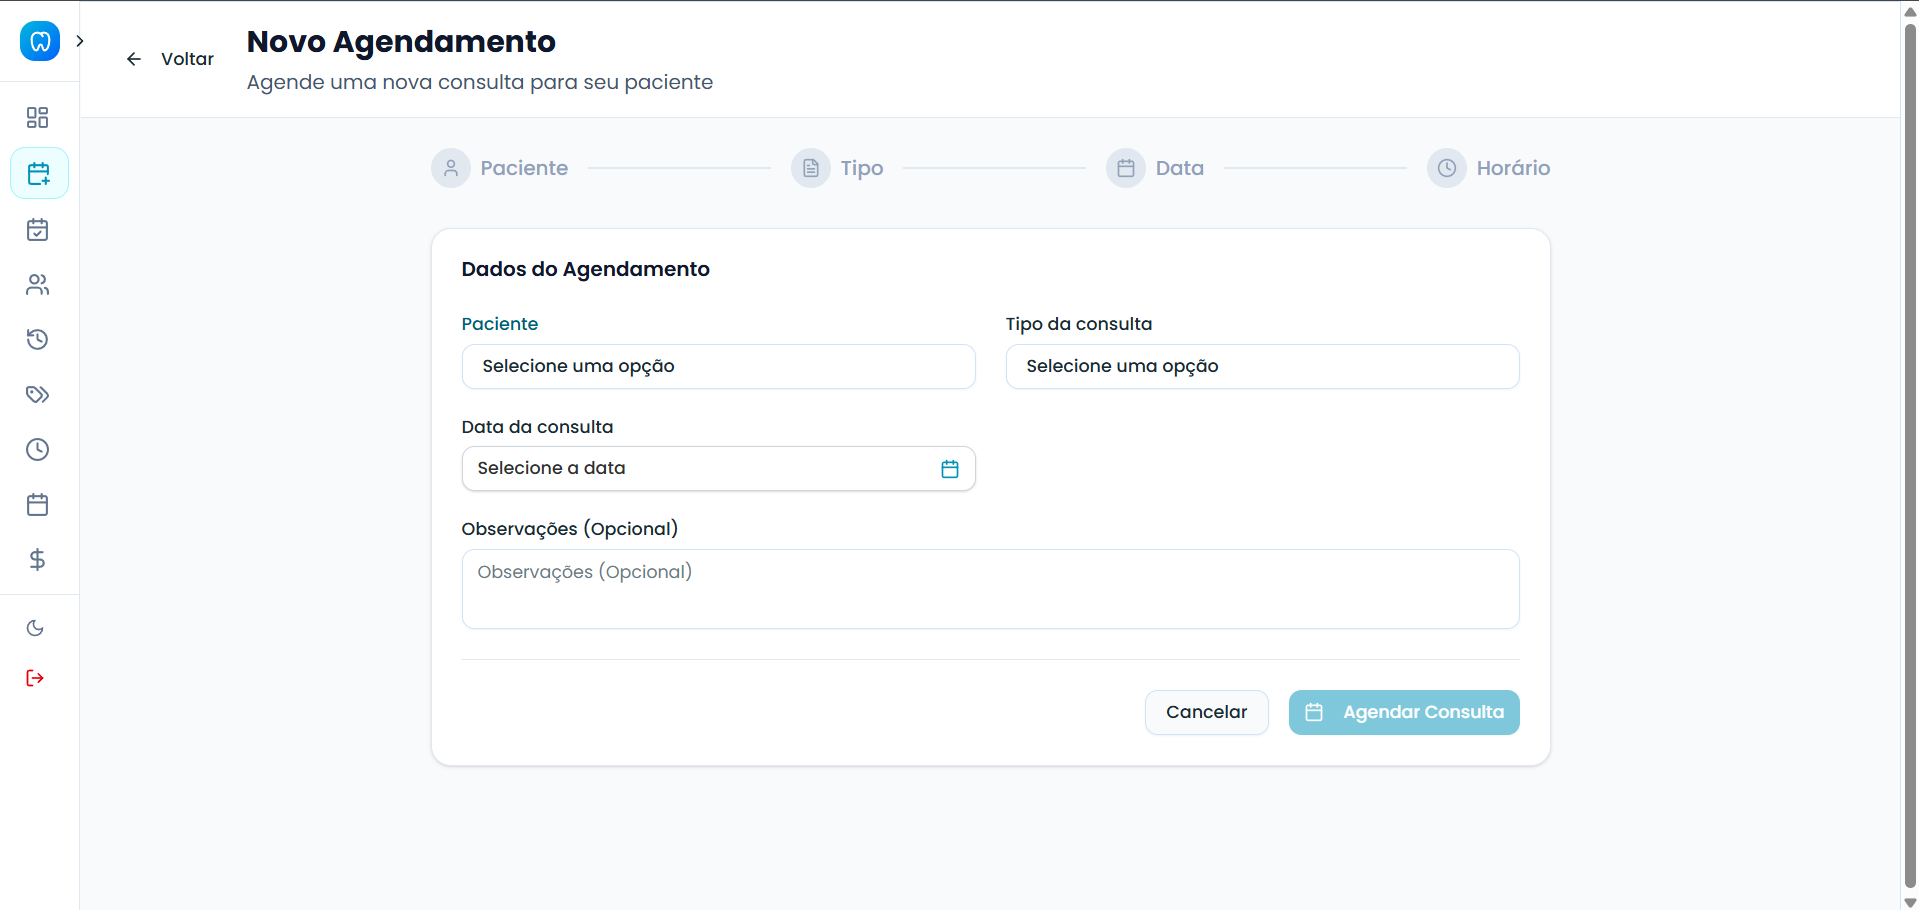 Voltar
Novo Agendamento
Agende uma nova consulta para seu paciente
Paciente
Tipo
Data
Horário
Dados do Agendamento
Paciente
Tipo da consulta
Selecione uma opção
Selecione uma opção
Data da consulta
Selecione a data
Observações (Opcional)
Observações (Opcional)
Cancelar
Agendar Consulta